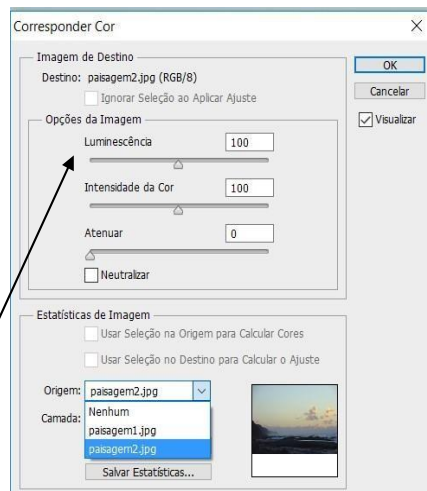 Corresponder Cor
Imagem de Destino
Destino: paisagem2.jpg (RGB/8)
Ignorar Seleção ao Aplicar Ajuste
OK
Cancelar
Visualizar
Opções da Imagem
Luminescência 100
Intensidade da Cor 100
Atenuar 0
Neutralizar
Estatísticas de Imagem
Usar Seleção na Origem para Calcular Cores
Usar Seleção no Destino para Calcular o Ajuste
Origem: paisagem2.jpg
Nenhum
Camada: paisagem1.jpg
paisagem2.jpg
Salvar Estatísticas...